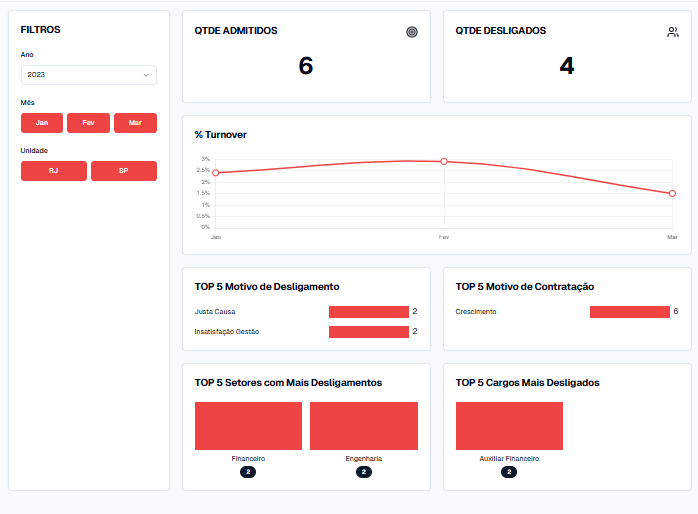 FILTROS
Ano
2023
Mês
Jan Fev Mar
Unidade
RJ SP
QTDE ADMITIDOS
6
QTDE DESLIGADOS
4
% Turnover
3%
2.5%
2%
1.5%
1%
0.5%
0%
Jan Fev Mar
TOP 5 Motivo de Desligamento
Justa Causa 2
Insatisfação Gestão 2
TOP 5 Motivo de Contratação
Crescimento 6
TOP 5 Setores com Mais Desligamentos
Financeiro Engenharia
2 2
TOP 5 Cargos Mais Desligados
Auxiliar Financeiro
2